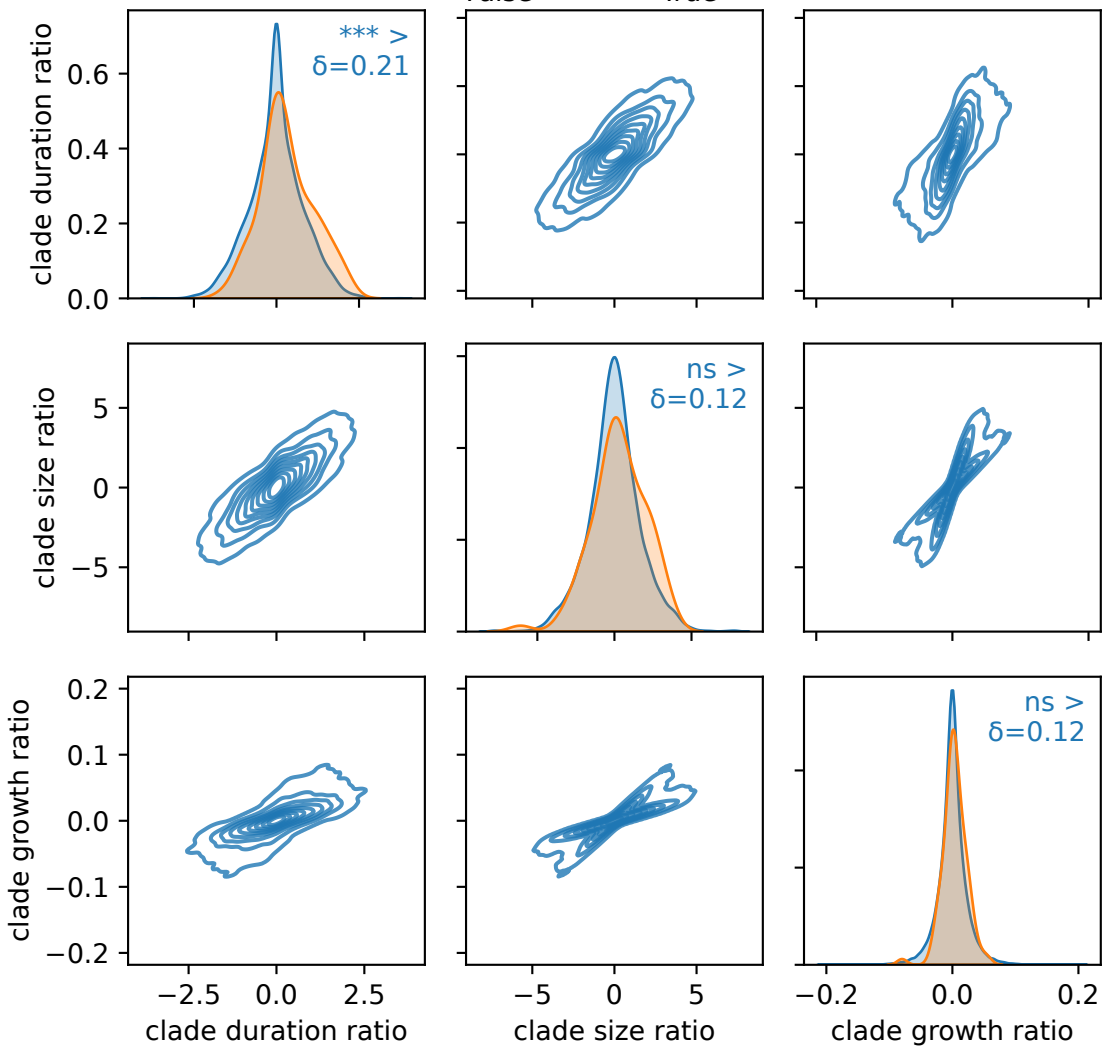 *** >
δ=0.21
clade duration ratio
0.6
0.4
0.2
0.0
ns >
δ=0.12
clade size ratio
5
0
−5
ns >
δ=0.12
clade growth ratio
0.2
0.1
0.0
−0.1
−0.2
−2.5 0.0 2.5 −5 0 5 −0.2 0.0 0.2
clade duration ratio clade size ratio clade growth ratio